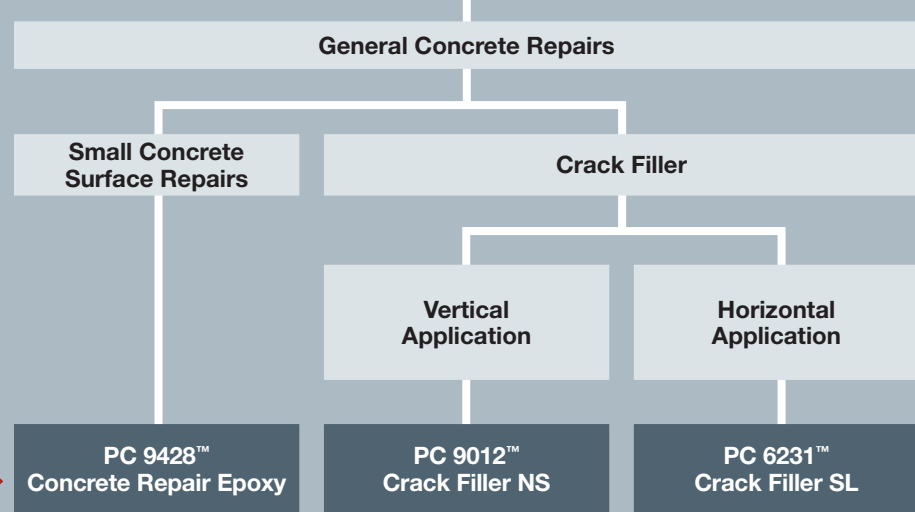 General Concrete Repairs
Small Concrete
Surface Repairs
Crack Filler
Vertical
Application
Horizontal
Application
PC 9428™
Concrete Repair Epoxy
PC 9012™
Crack Filler NS
PC 6231™
Crack Filler SL